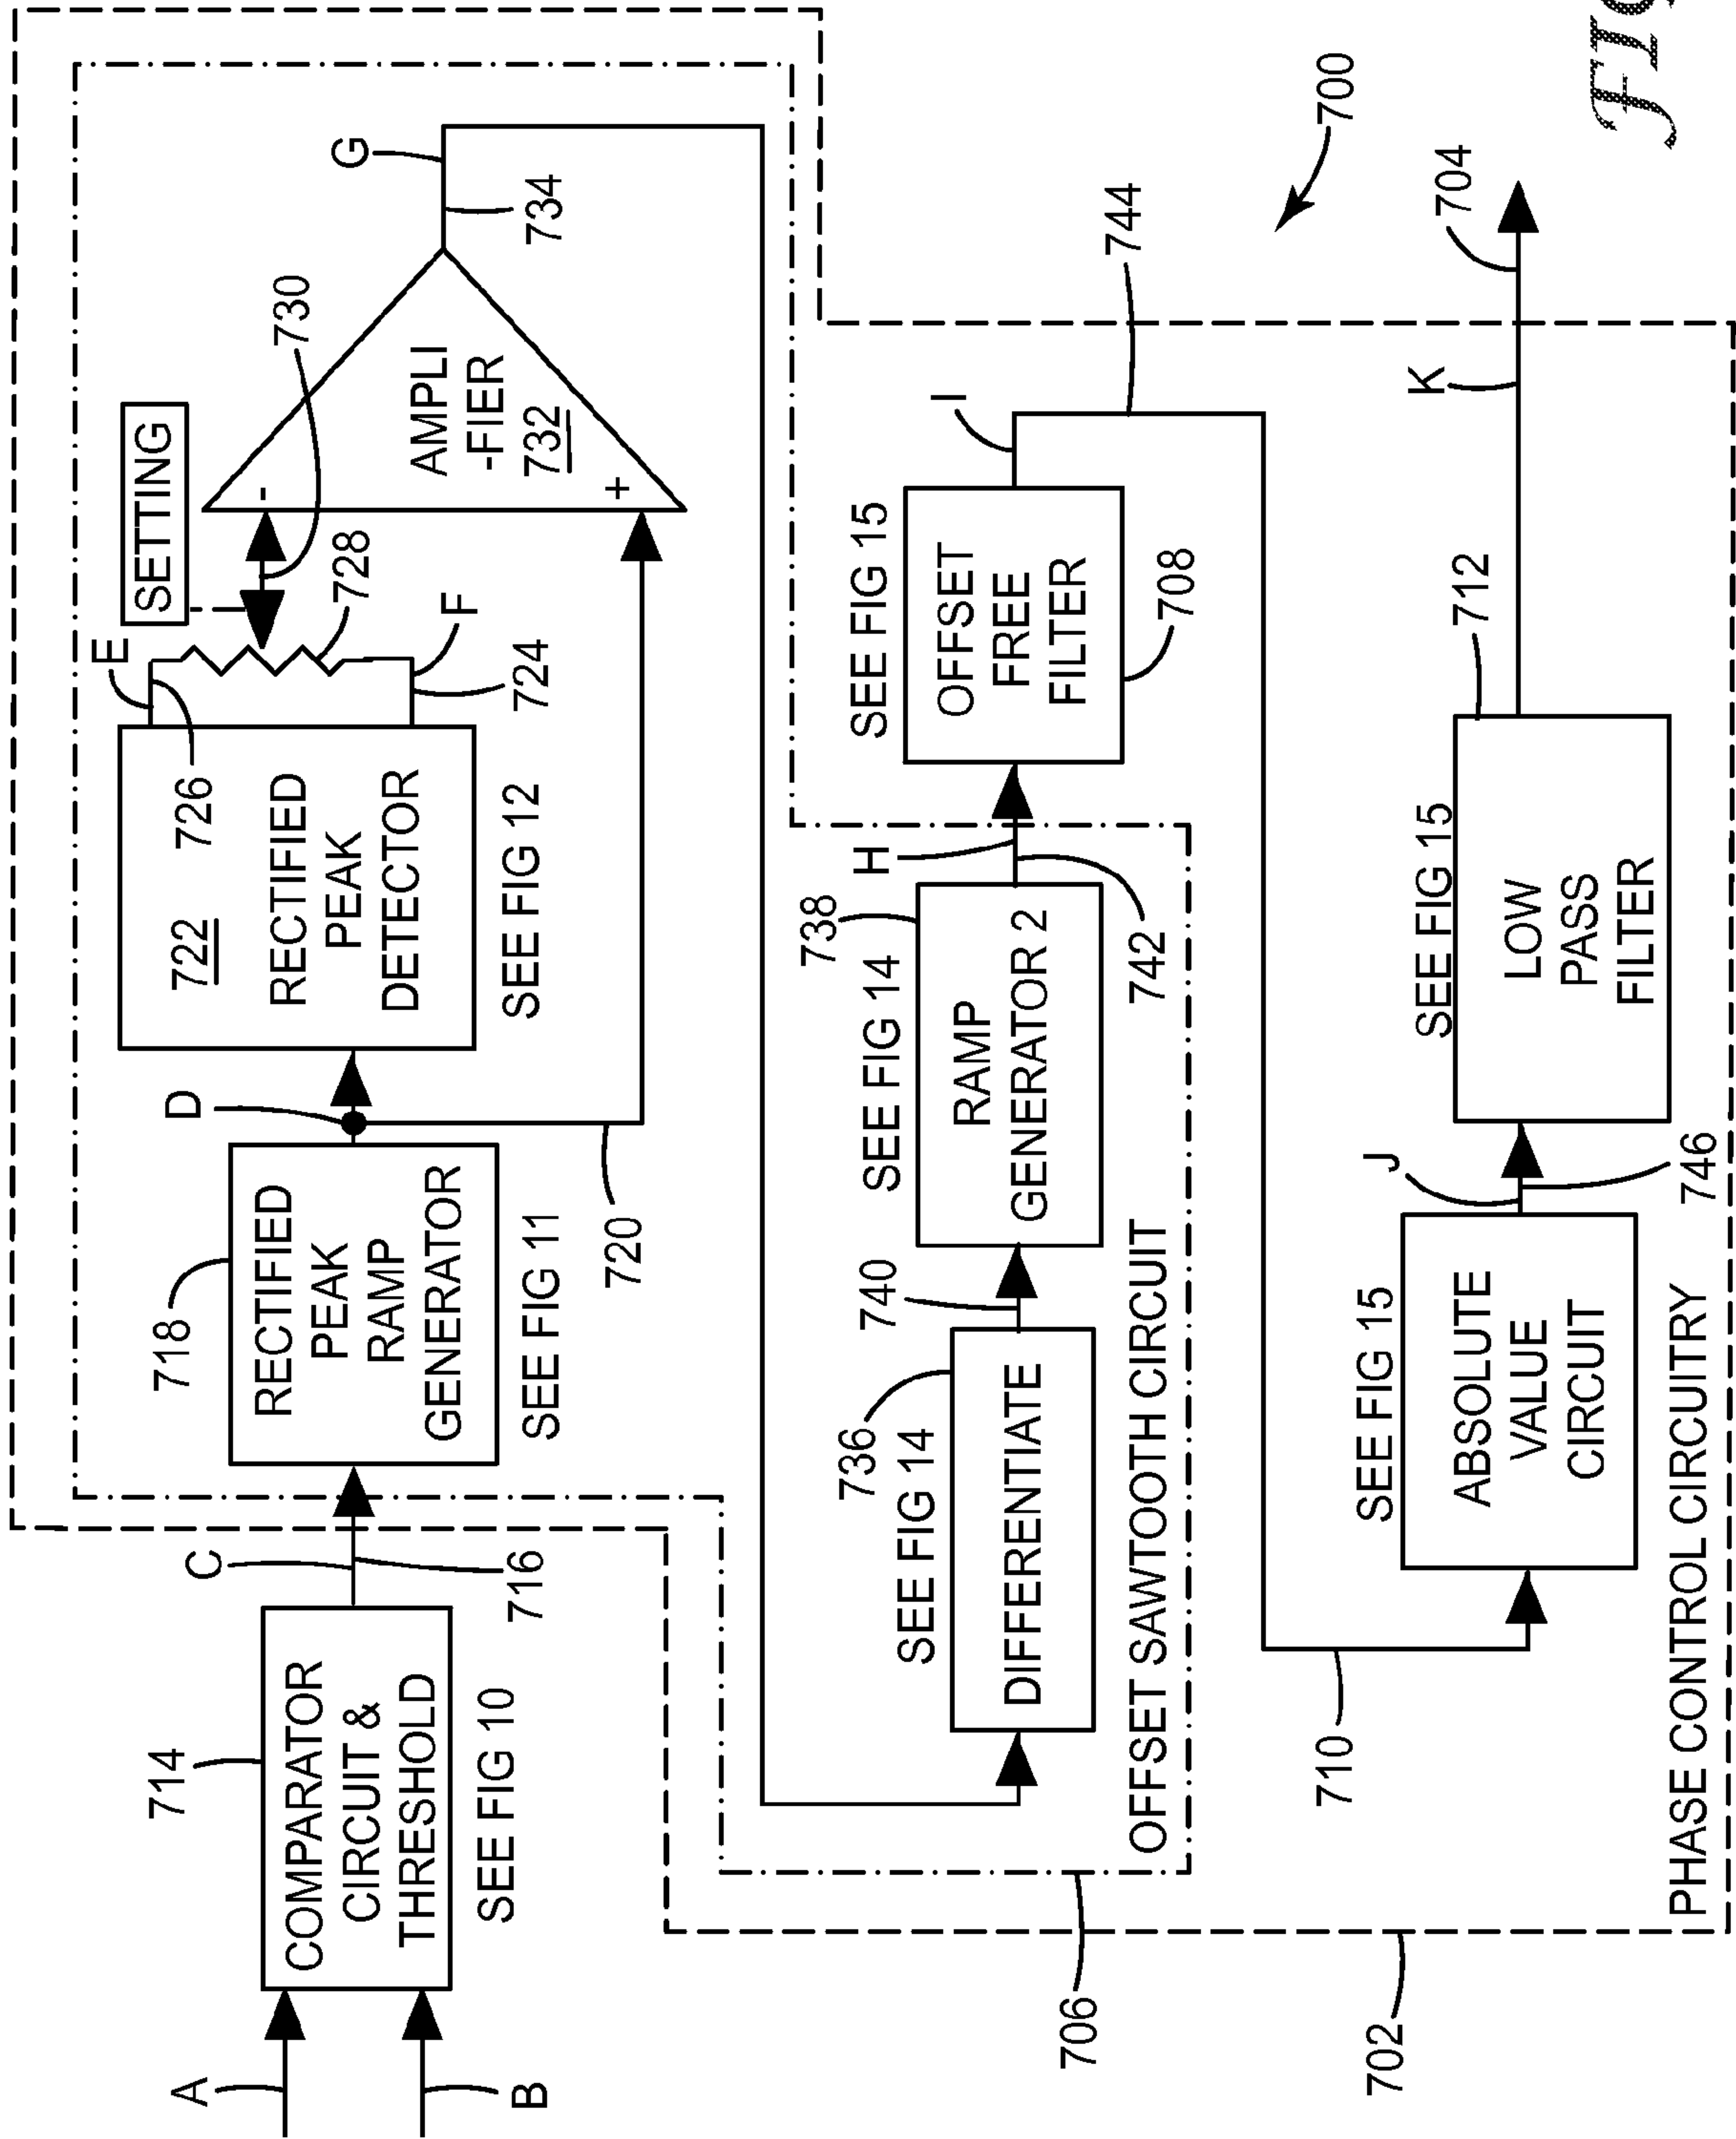 A
B
714
COMPARATOR
CIRCUIT &
THRESHOLD
SEE FIG 10
C
716
718
RECTIFIED
PEAK
RAMP
GENERATOR
SEE FIG 11
D
720
722
726
RECTIFIED
PEAK
DETECTOR
SEE FIG 12
E
F
724
728
SETTING
730
-
+
AMPLI
-FIER
732
G
734
736
SEE FIG 14
DIFFERENTIATE
740
738
SEE FIG 14
RAMP
GENERATOR 2
H
742
OFFSET SAWTOOTH CIRCUIT
706
SEE FIG 15
OFFSET
FREE
FILTER
708
I
744
700
710
SEE FIG 15
ABSOLUTE
VALUE
CIRCUIT
J
746
SEE FIG 15
LOW
PASS
FILTER
712
K
704
PHASE CONTROL CIRCUITRY
702